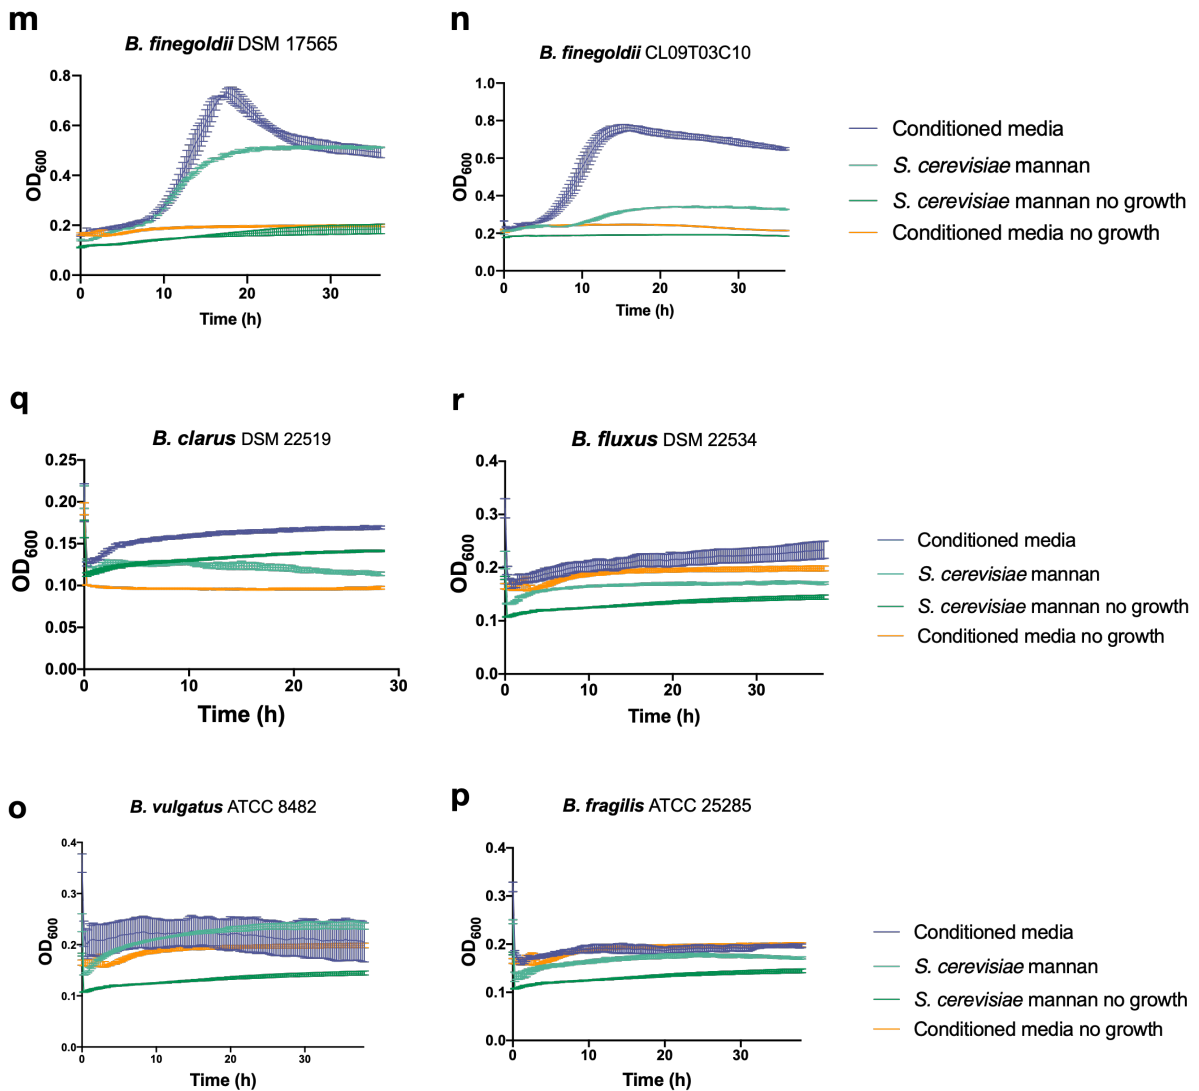 m
B. finegoldii DSM 17565
0.8
0.6
0.4
0.2
0.0
OD600
0
10
20
30
Time (h)
n
B. finegoldii CL09T03C10
1.0
0.8
0.6
0.4
0.2
0.0
OD600
0
10
20
30
Time (h)
Conditioned media
S. cerevisiae mannan
S. cerevisiae mannan no growth
Conditioned media no growth
q
B. clarus DSM 22519
0.25
0.20
0.15
0.10
0.05
0.00
OD600
0
10
20
30
Time (h)
r
B. fluxus DSM 22534
0.4
0.3
0.2
0.1
0.0
OD600
0
10
20
30
Time (h)
Conditioned media
S. cerevisiae mannan
S. cerevisiae mannan no growth
Conditioned media no growth
o
B. vulgatus ATCC 8482
0.4
0.3
0.2
0.1
0.0
OD600
0
10
20
30
Time (h)
p
B. fragilis ATCC 25285
0.4
0.3
0.2
0.1
0.0
OD600
0
10
20
30
Time (h)
Conditioned media
S. cerevisiae mannan
S. cerevisiae mannan no growth
Conditioned media no growth